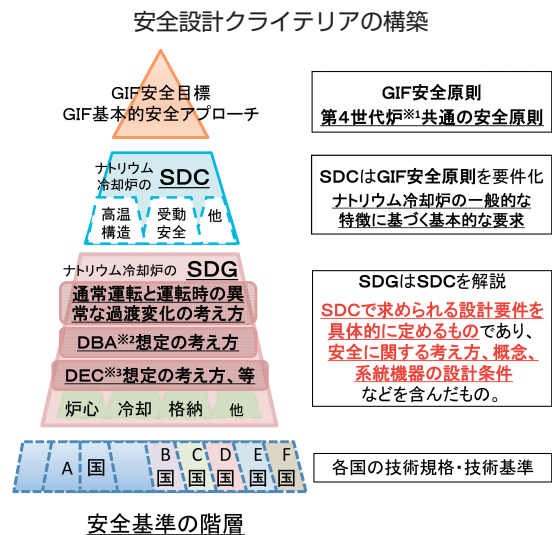 安全設計クライテリアの構築
GIF安全目標
GIF基本的安全アプローチ
GIF安全原則
第4世代炉※1共通の安全原則
ナトリウム
冷却炉の SDC
高温
構造
受動
安全
他
SDCはGIF安全原則を要件化
ナトリウム冷却炉の一般的な
特徴に基づく基本的な要求
ナトリウム冷却炉の SDG
通常運転と運転時の異
常な過渡変化の考え方
DBA※2想定の考え方
DEC※3想定の考え方、等
炉心 冷却 格納 他
SDGはSDCを解説
SDCで求められる設計要件を
具体的に定めるものであり、
安全に関する考え方、概念、
系統機器の設計条件
などを含んだもの。
A 国
B
国
C
国
D
国
E
国
F
国
各国の技術規格・技術基準
安全基準の階層